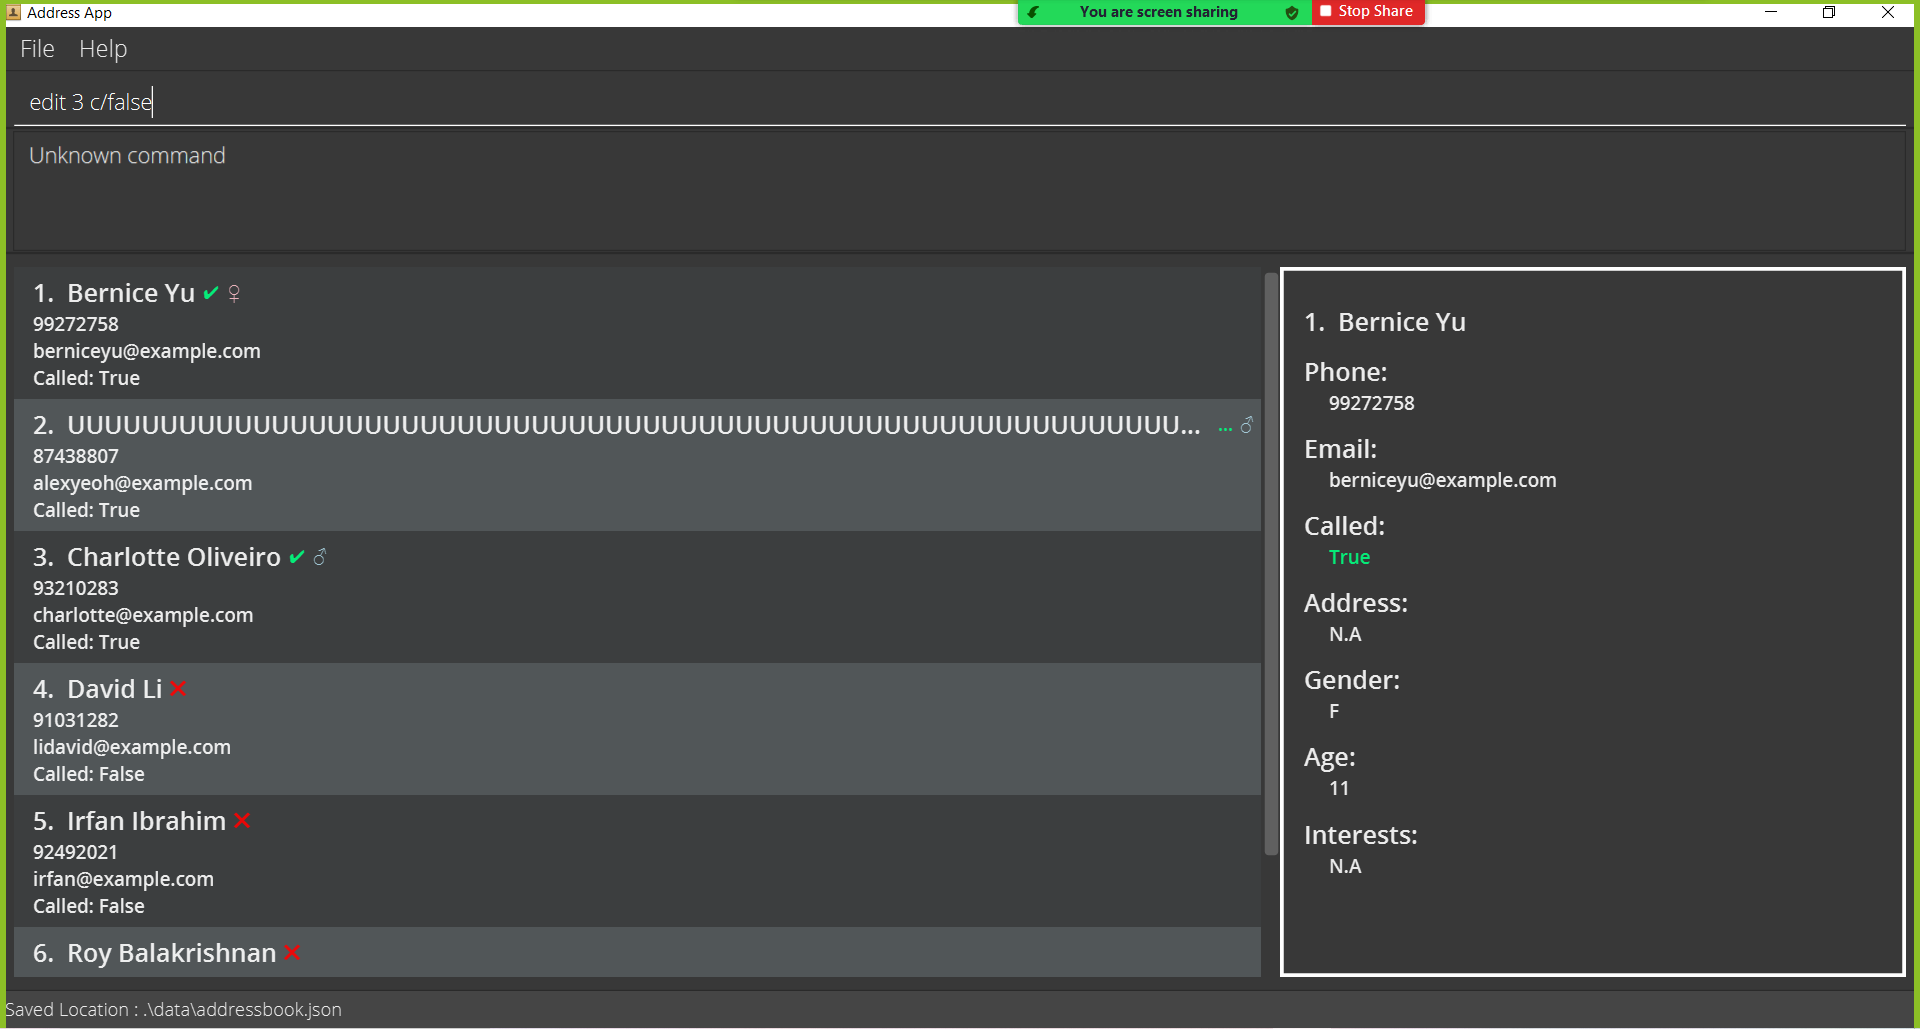 Address App
You are screen sharing
Stop Share
File Help
edit 3 c/false
Unknown command
1. Bernice Yu ✔ ♀
99272758
berniceyu@example.com
Called: True
2. UUUUUUUUUUUUUUUUUUUUUUUUUUUUUUUUUUUUUUUUUUUUUUUUUUUUUUUUUUUU... ... ♂
87438807
alexyeoh@example.com
Called: True
3. Charlotte Oliveiro ✔ ♂
93210283
charlotte@example.com
Called: True
4. David Li ❌
91031282
lidavid@example.com
Called: False
5. Irfan Ibrahim ❌
92492021
irfan@example.com
Called: False
6. Roy Balakrishnan ❌
1. Bernice Yu
Phone:
99272758
Email:
berniceyu@example.com
Called:
True
Address:
N.A
Gender:
F
Age:
11
Interests:
N.A
Saved Location : .\data\addressbook.json